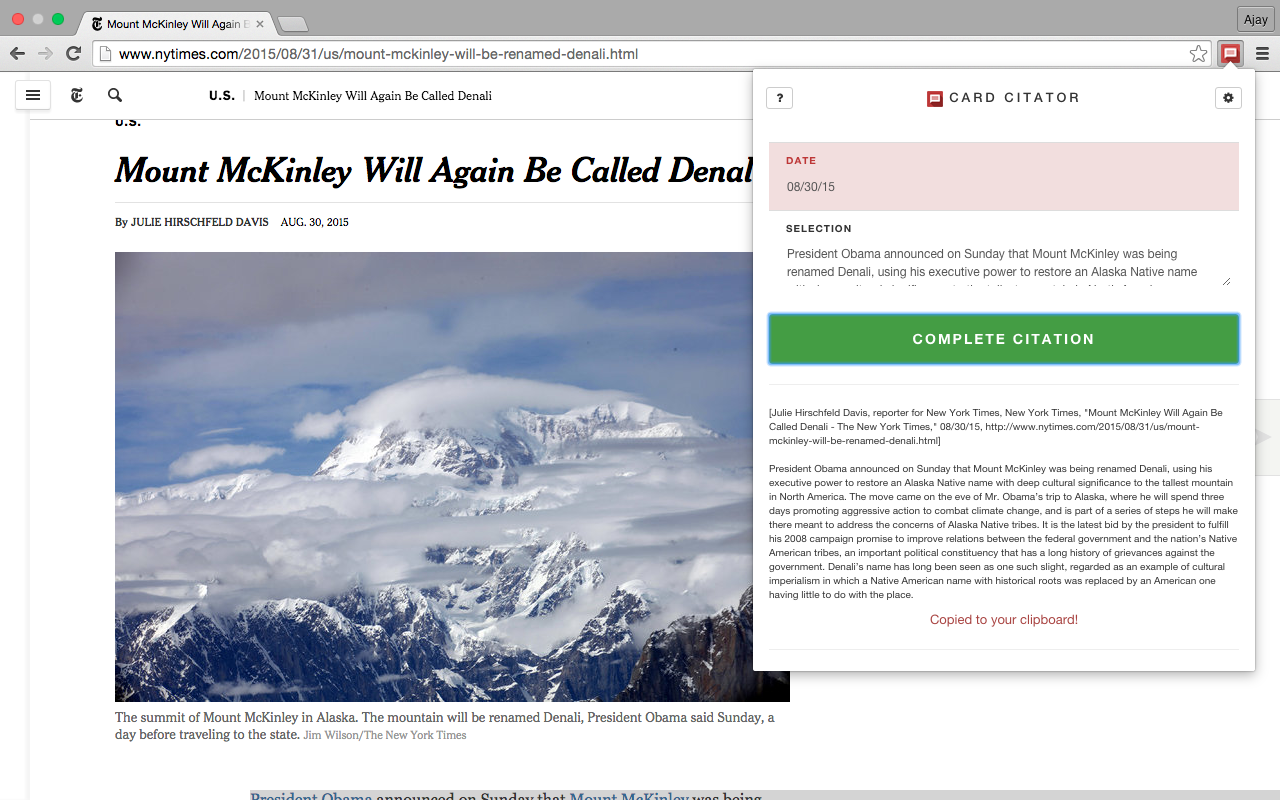 Mount McKinley Will Again B
Ajay
www.nytimes.com/2015/08/31/us/mount-mckinley-will-be-renamed-denali.html
U.S. | Mount McKinley Will Again Be Called Denali
U.S.
Mount McKinley Will Again Be Called Denal
By JULIE HIRSCHFELD DAVIS AUG. 30, 2015
The summit of Mount McKinley in Alaska. The mountain will be renamed Denali, President Obama said Sunday, a
day before traveling to the state. Jim Wilson/The New York Times
President Obama announced on Sunday that Mount McKinley was being
?
CARD CITATOR
DATE
08/30/15
SELECTION
President Obama announced on Sunday that Mount McKinley was being
renamed Denali, using his executive power to restore an Alaska Native name
COMPLETE CITATION
[Julie Hirschfeld Davis, reporter for New York Times, New York Times, "Mount McKinley Will Again Be
Called Denali - The New York Times," 08/30/15, http://www.nytimes.com/2015/08/31/us/mount-
mckinley-will-be-renamed-denali.html]
President Obama announced on Sunday that Mount McKinley was being renamed Denali, using his
executive power to restore an Alaska Native name with deep cultural significance to the tallest mountain
in North America. The move came on the eve of Mr. Obama's trip to Alaska, where he will spend three
days promoting aggressive action to combat climate change, and is part of a series of steps he will make
there meant to address the concerns of Alaska Native tribes. It is the latest bid by the president to fulfill
his 2008 campaign promise to improve relations between the federal government and the nation's Native
American tribes, an important political constituency that has a long history of grievances against the
government. Denali's name has long been seen as one such slight, regarded as an example of cultural
imperialism in which a Native American name with historical roots was replaced by an American one
having little to do with the place.
Copied to your clipboard!